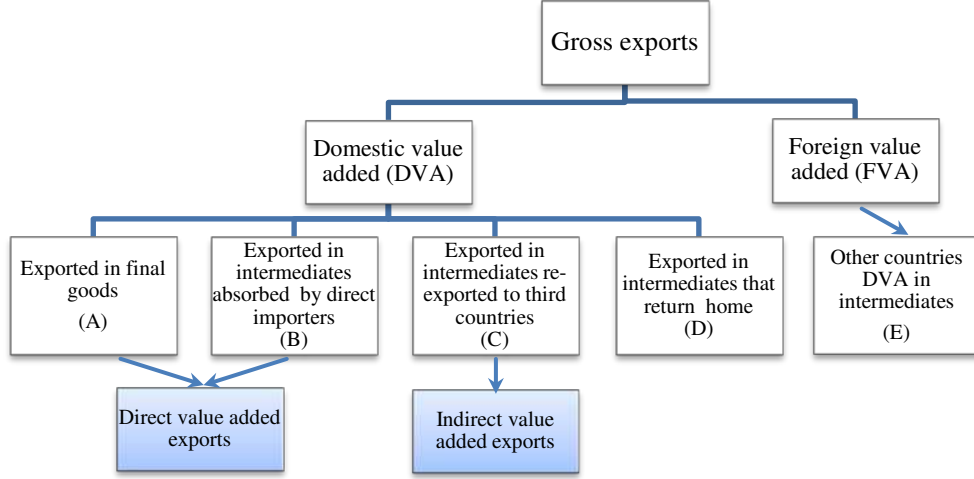 Gross exports
Domestic value
added (DVA)
Foreign value
added (FVA)
Exported in final
goods
(A)
Exported in
intermediates
absorbed by direct
importers
(B)
Exported in
intermediates re-
exported to third
countries
(C)
Exported in
intermediates that
return home
(D)
Other countries
DVA in
intermediates
(E)
Direct value added
exports
Indirect value
added exports